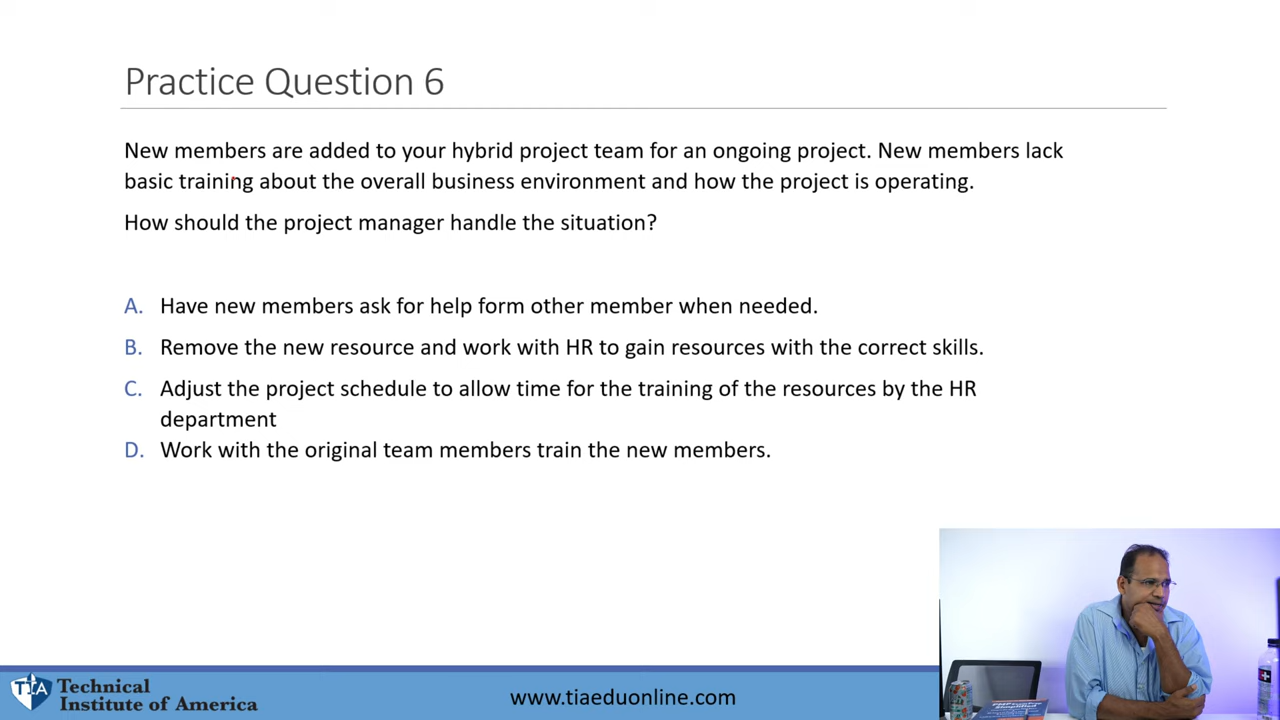 Practice Question 6
New members are added to your hybrid project team for an ongoing project. New members lack
basic training about the overall business environment and how the project is operating.
How should the project manager handle the situation?
A. Have new members ask for help form other member when needed.
B. Remove the new resource and work with HR to gain resources with the correct skills.
C. Adjust the project schedule to allow time for the training of the resources by the HR
department
D. Work with the original team members train the new members.
TIA
Technical
Institute of America
www.tiaeduonline.com